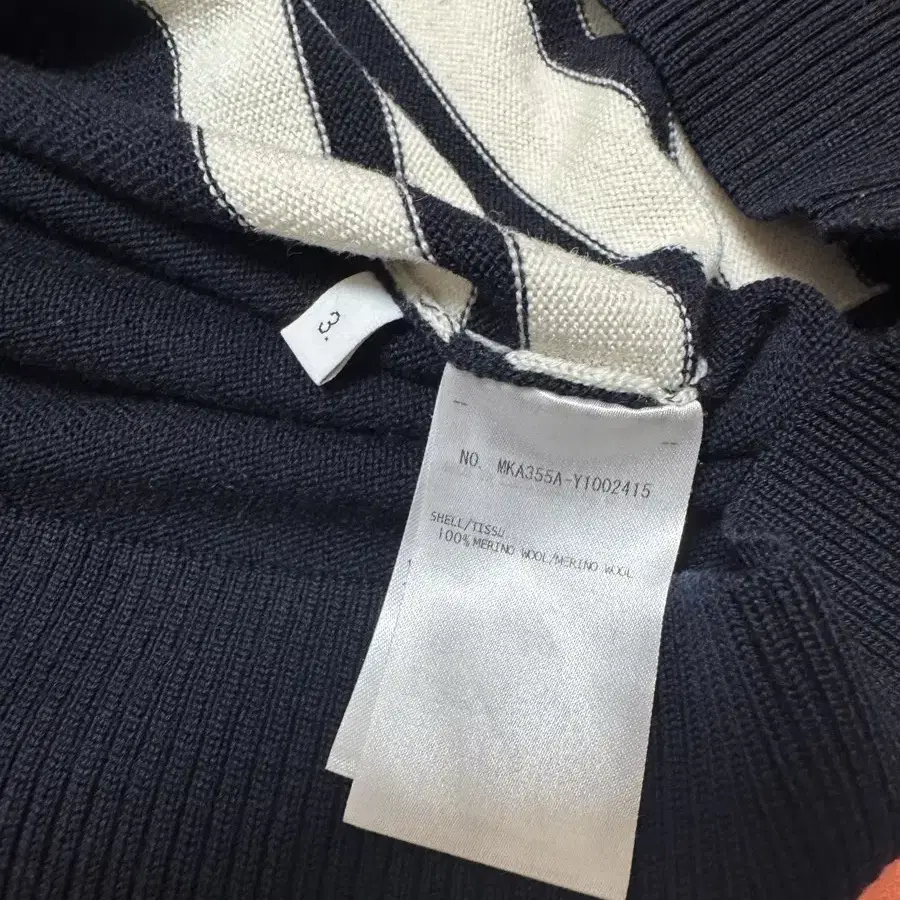 3.
NO. MKA355A-Y1002415
SHELL/TISSU
100% MERINO WOOL/MERINO WOOL